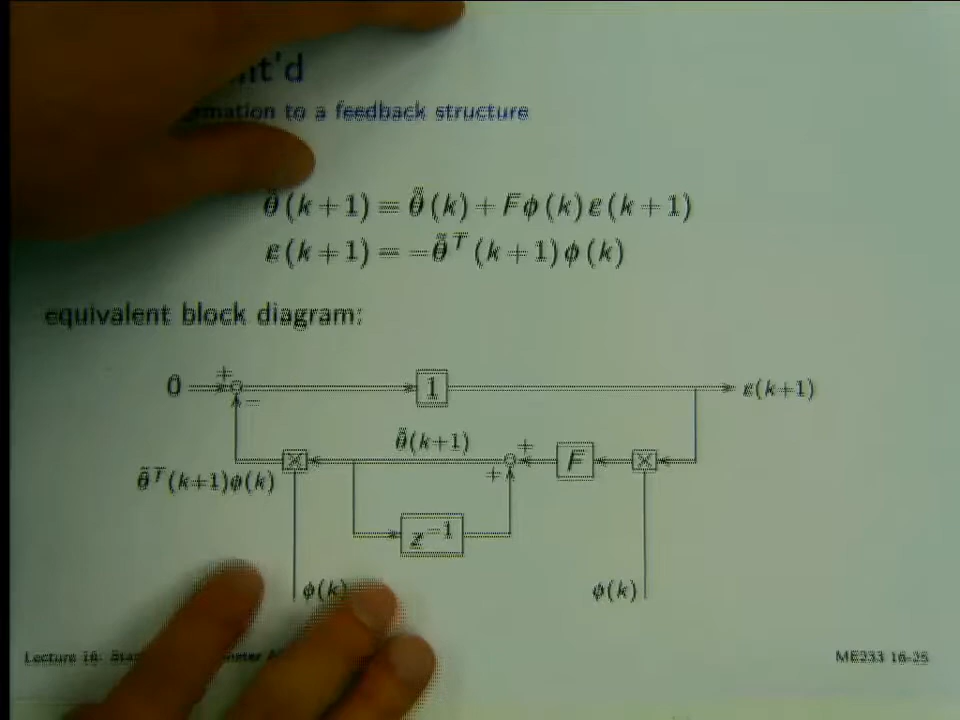 nt'd
rmation to a feedback structure
θ̃(k+1) = θ̃(k) + Fϕ(k)ε(k+1)
ε(k+1) = −θ̃ᵀ(k+1)ϕ(k)
equivalent block diagram:
0 + − 1 ε(k+1)
θ̃(k+1) + + F
θ̃ᵀ(k+1)ϕ(k)
z⁻¹
ϕ(k) ϕ(k)
Lecture 16: ME233 16-25